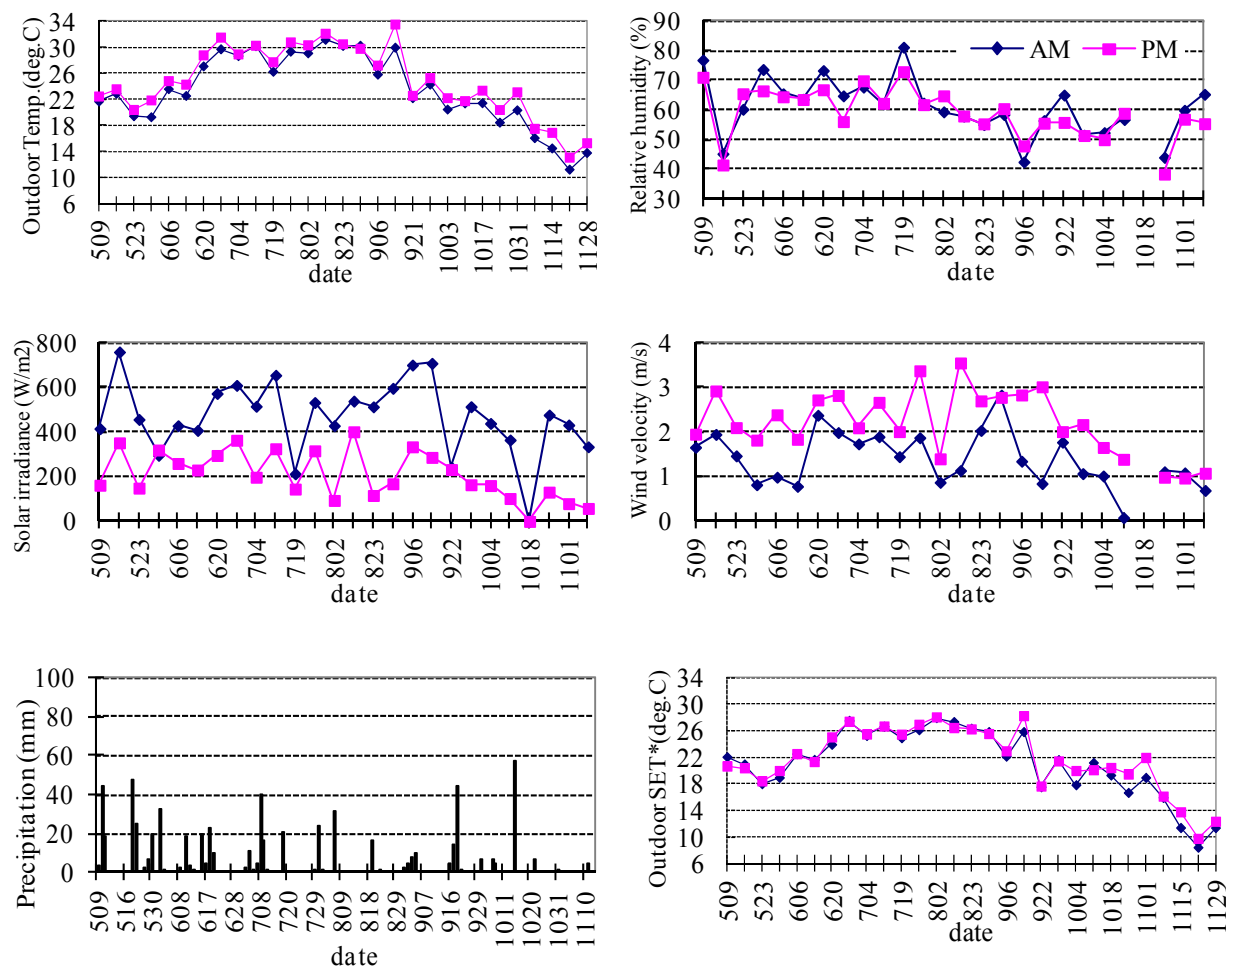 Outdoor Temp.(deg.C)
34
30
26
22
18
14
10
6
509 523 606 620 704 719 802 823 906 921 1003 1017 1031 1114 1128
date
Relative humidity (%)
90
80
70
60
50
40
30
AM PM
509 523 606 620 704 719 802 823 906 922 1004 1018 1101
date
Solar irradiance (W/m2)
800
600
400
200
0
509 523 606 620 704 719 802 823 906 922 1004 1018 1101
date
Wind velocity (m/s)
4
3
2
1
0
509 523 606 620 704 719 802 823 906 922 1004 1018 1101
date
Precipitation (mm)
100
80
60
40
20
0
509 516 530 608 617 628 708 720 729 809 818 829 907 916 929 1011 1020 1031 1110
date
Outdoor SET*(deg.C)
34
30
26
22
18
14
10
6
509 523 606 620 704 719 802 823 906 922 1004 1018 1101 1115 1129
date